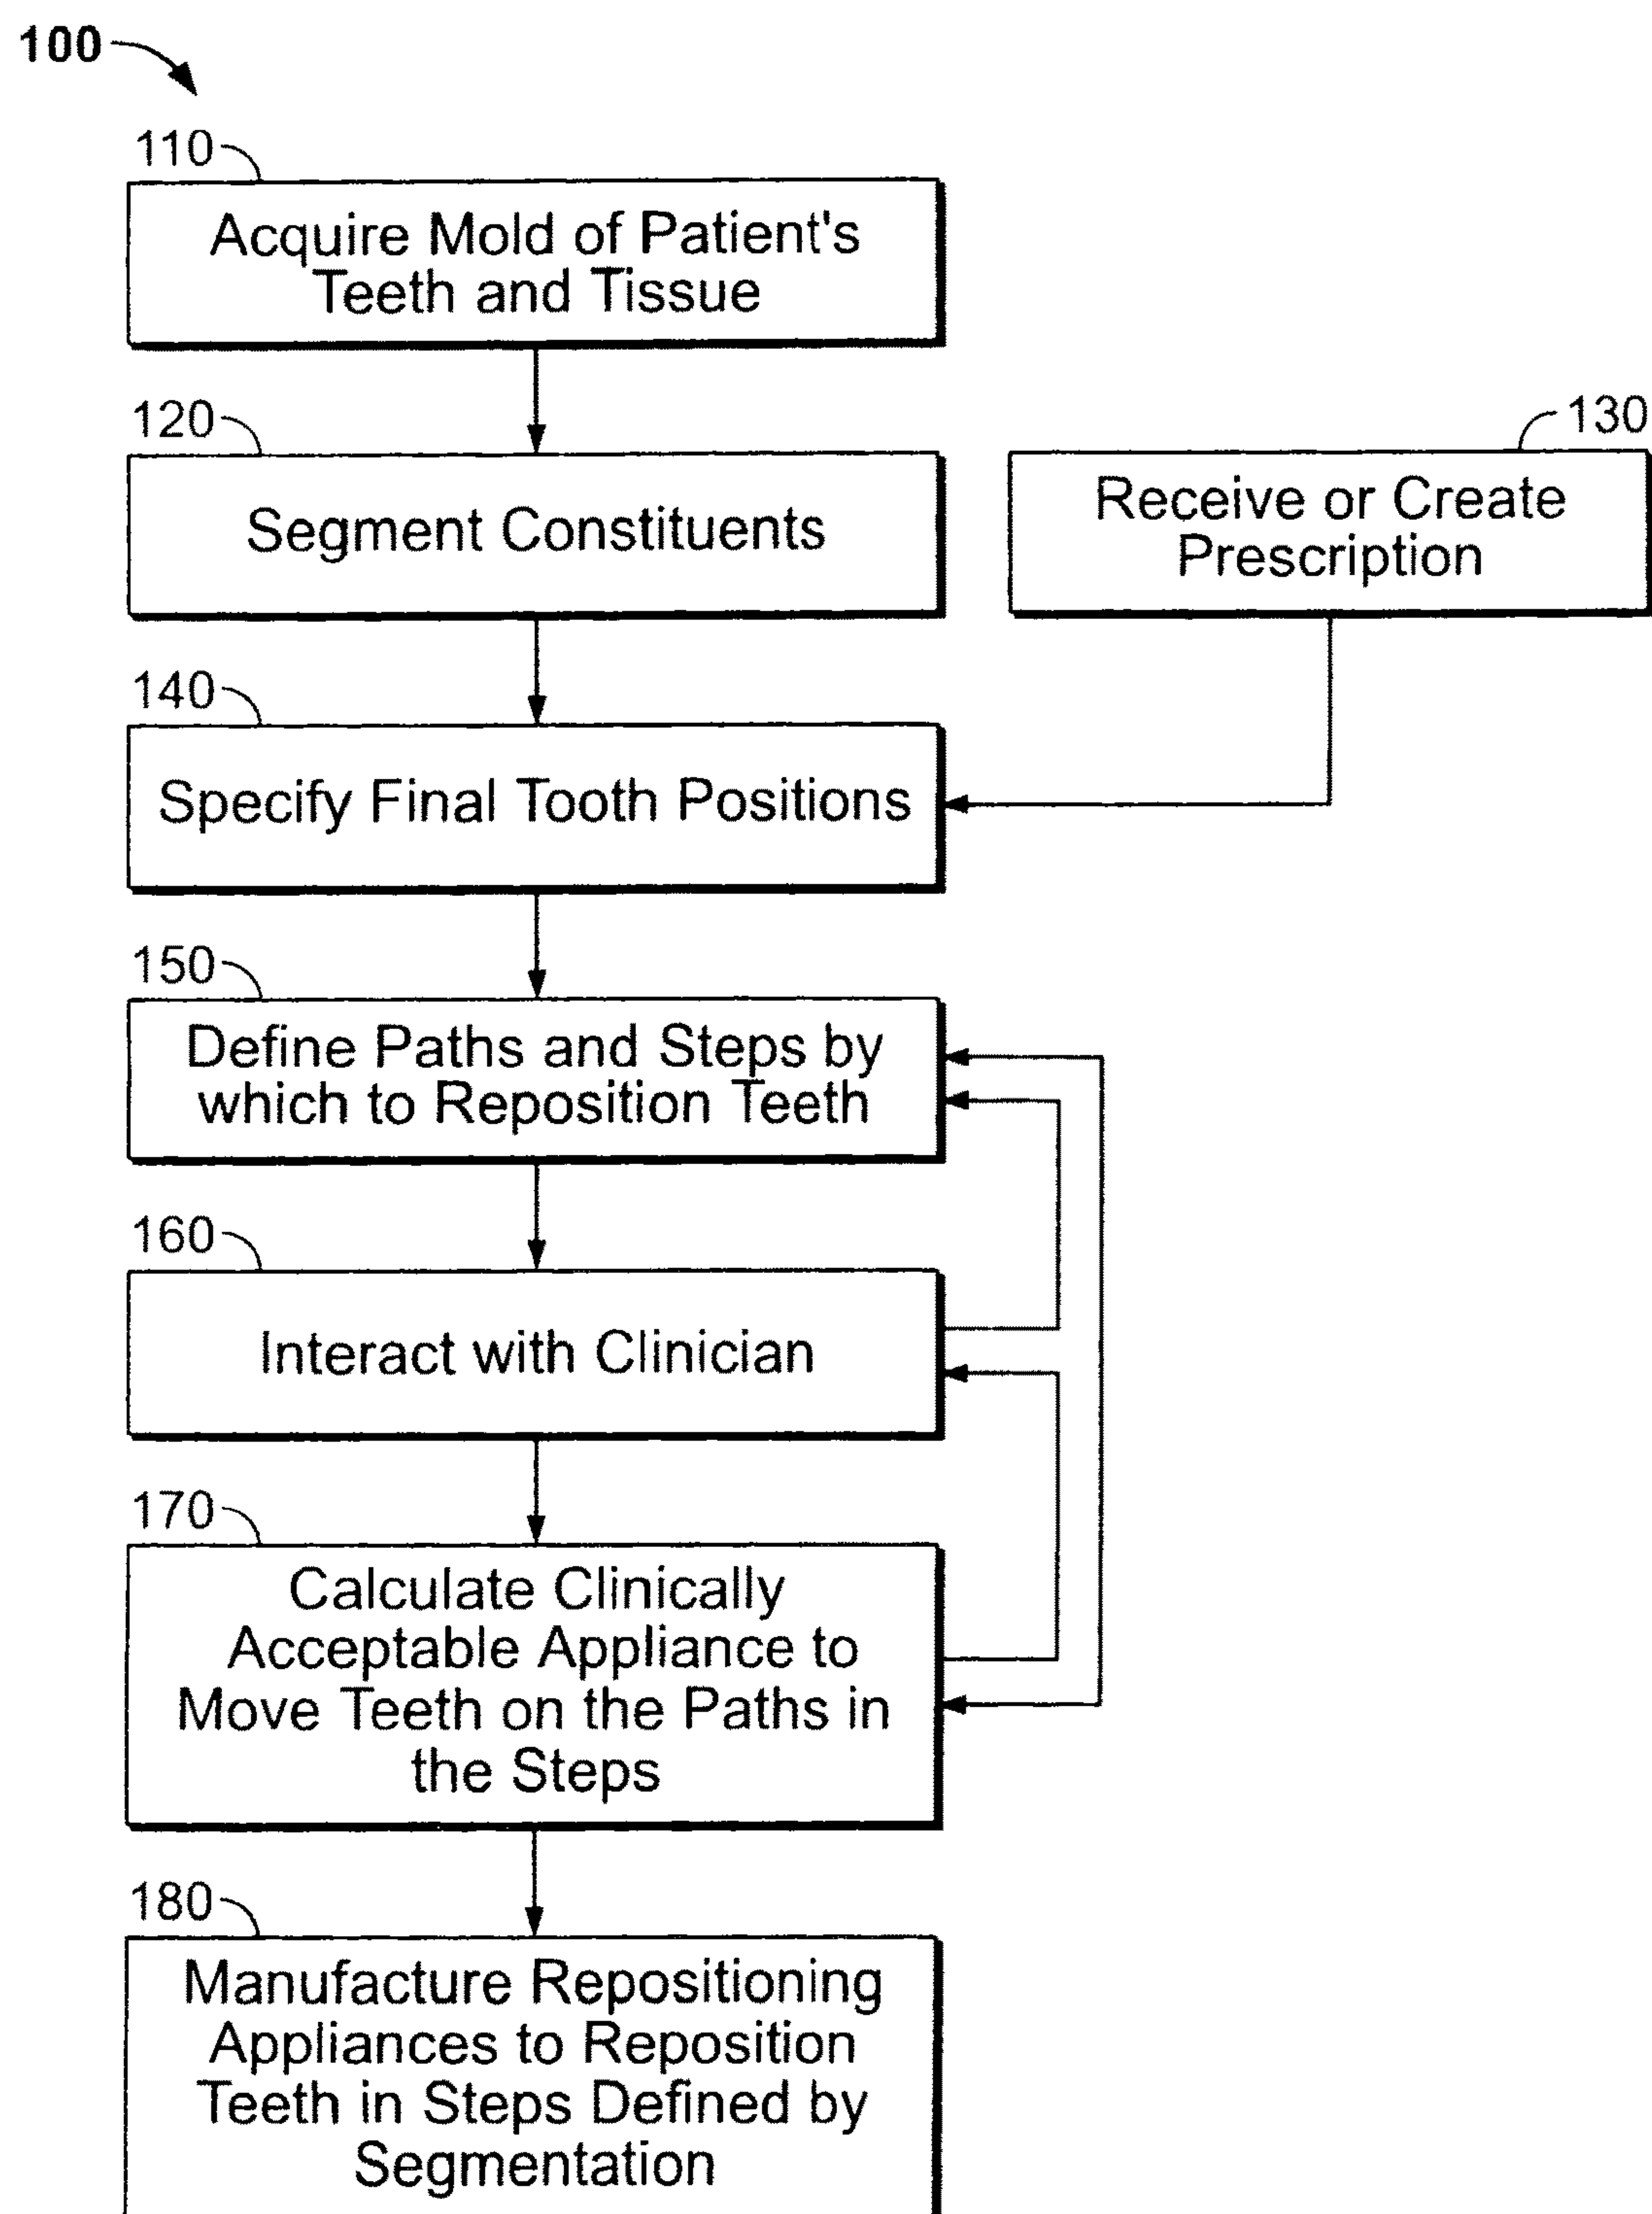 100
110
Acquire Mold of Patient's
Teeth and Tissue
120
Segment Constituents
130
Receive or Create
Prescription
140
Specify Final Tooth Positions
150
Define Paths and Steps by
which to Reposition Teeth
160
Interact with Clinician
170
Calculate Clinically
Acceptable Appliance to
Move Teeth on the Paths in
the Steps
180
Manufacture Repositioning
Appliances to Reposition
Teeth in Steps Defined by
Segmentation